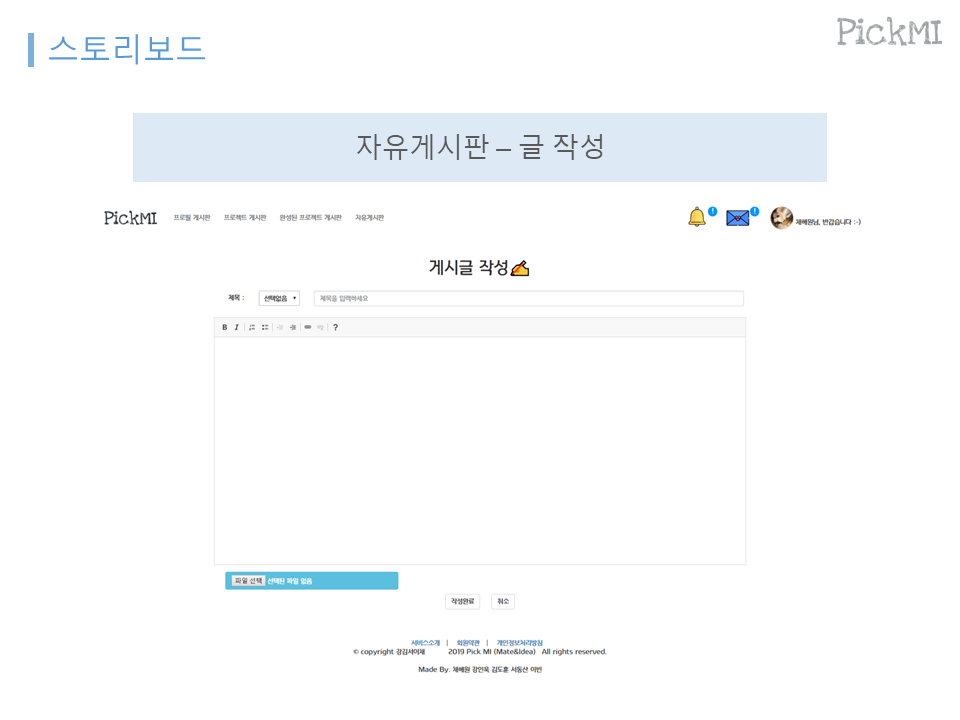 스토리보드
PickMI
자유게시판 – 글 작성
PickMI 프로필 게시판 프로젝트 게시판 완성된 프로젝트 게시판 자유게시판
채배원님, 반갑습니다 :-)
게시글 작성
제목 : 선택없음 제목을 입력하세요
B I ?
파일 선택 선택된 파일 없음
작성완료 취소
서비스소개 | 회원약관 | 개인정보처리방침
© copyright 강김서이채 2019 Pick MI (Mate&Idea) All rights reserved.
Made By. 채배원 강인욱 김도훈 서동산 이빈